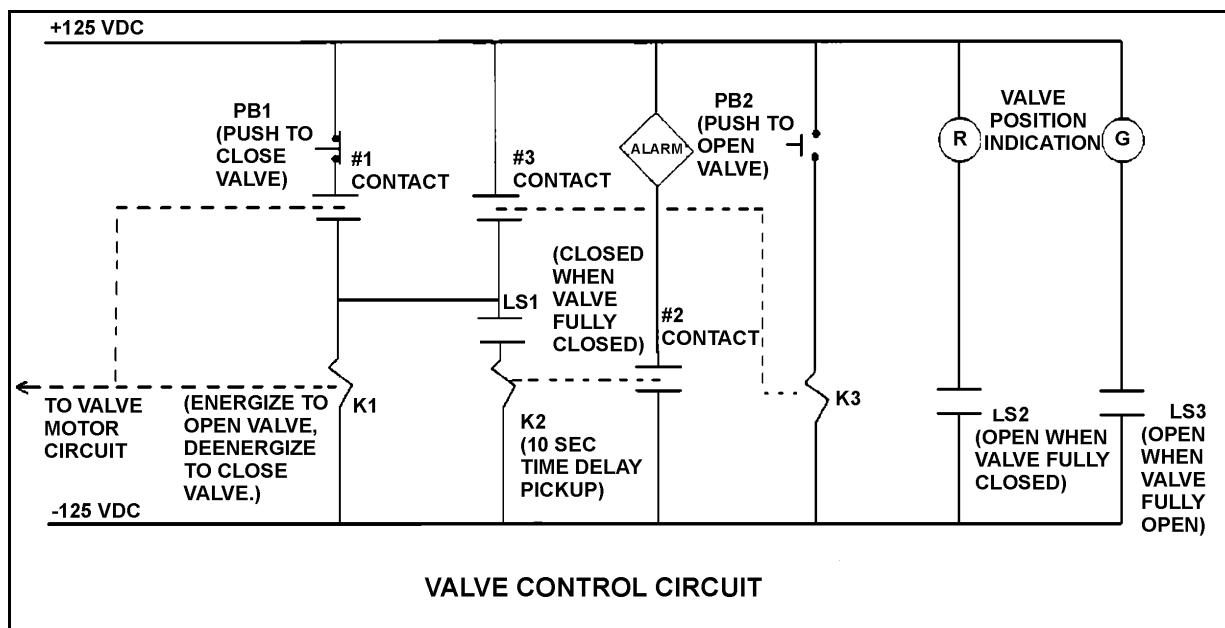 +125 VDC
PB1
(PUSH TO
CLOSE
VALVE)
#1
CONTACT
#3
CONTACT
ALARM
PB2
(PUSH TO
OPEN
VALVE)
R
VALVE
POSITION
INDICATION
G
LS1
(CLOSED
WHEN
VALVE
FULLY
CLOSED)
#2
CONTACT
TO VALVE
MOTOR
CIRCUIT
K1
(ENERGIZE TO
OPEN VALVE,
DEENERGIZE
TO CLOSE
VALVE.)
K2
(10 SEC
TIME DELAY
PICKUP)
K3
LS2
(OPEN WHEN
VALVE FULLY
CLOSED)
LS3
(OPEN
WHEN
VALVE
FULLY
OPEN)
-125 VDC
VALVE CONTROL CIRCUIT